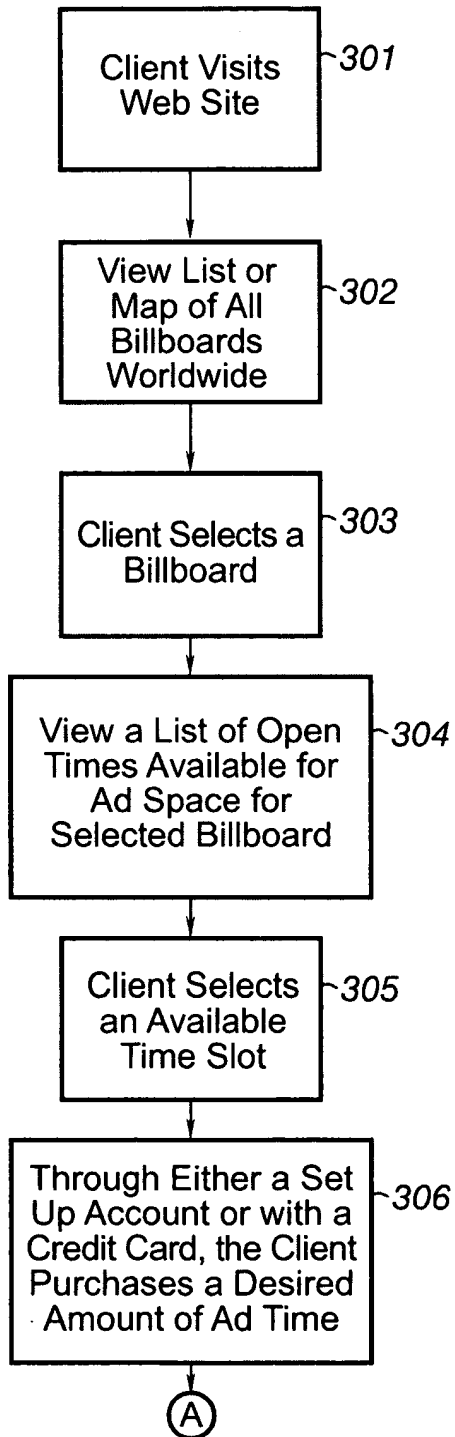 Client Visits
Web Site
301
View List or
Map of All
Billboards
Worldwide
302
Client Selects a
Billboard
303
View a List of Open
Times Available for
Ad Space for
Selected Billboard
304
Client Selects
an Available
Time Slot
305
Through Either a Set
Up Account or with a
Credit Card, the Client
Purchases a Desired
Amount of Ad Time
306
A